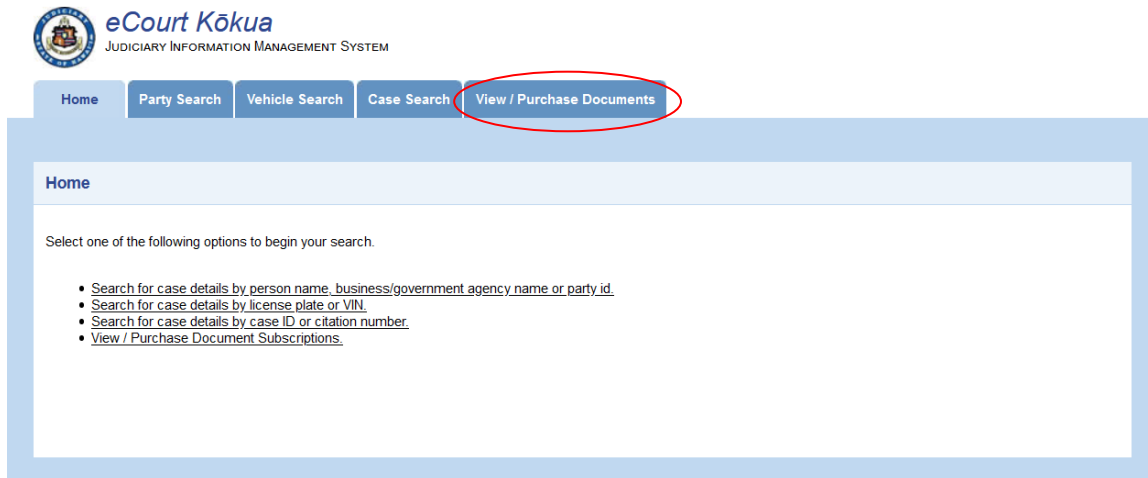 eCourt Kōkua
JUDICIARY INFORMATION MANAGEMENT SYSTEM
Home
Party Search
Vehicle Search
Case Search
View / Purchase Documents
Home
Select one of the following options to begin your search.
Search for case details by person name, business/government agency name or party id.
Search for case details by license plate or VIN.
Search for case details by case ID or citation number.
View / Purchase Document Subscriptions.